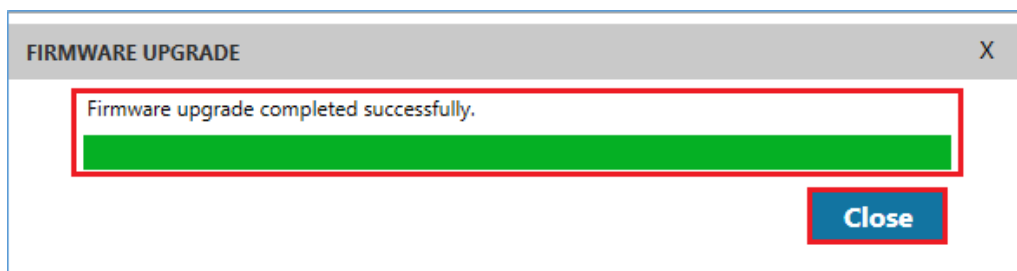 FIRMWARE UPGRADE X
Firmware upgrade completed successfully.
Close